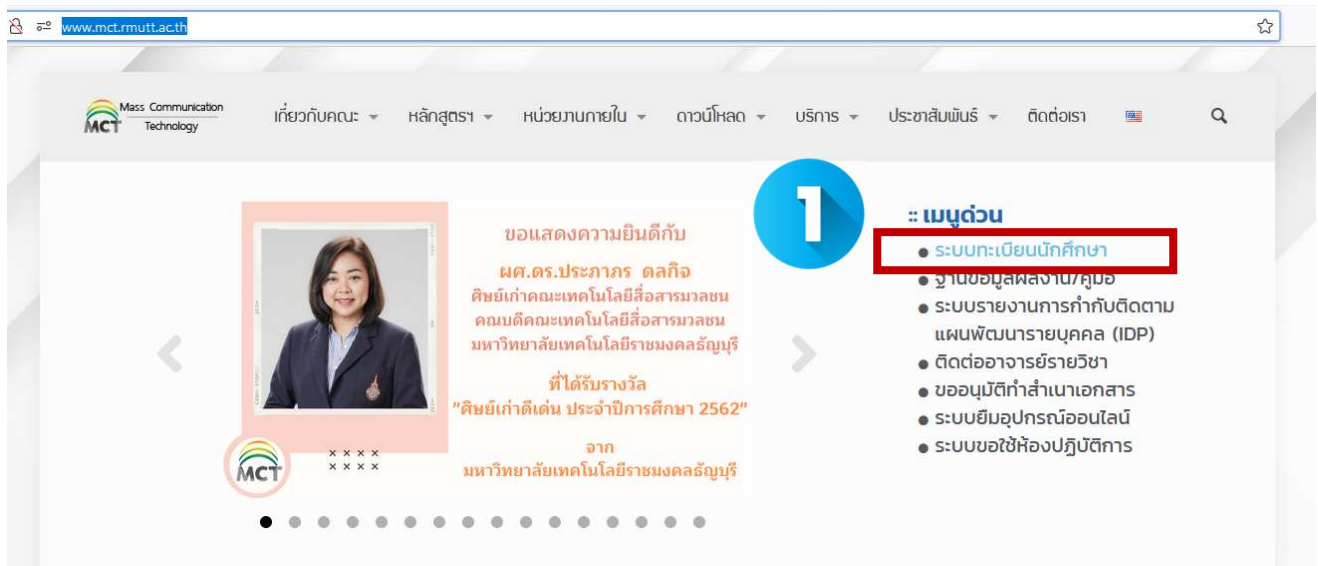 www.mct.rmutt.ac.th
Mass Communication
MCT Technology
เกี่ยวกับคณะ หลักสูตรฯ หน่วยงานภายใน ดาวน์โหลด บริการ ประชาสัมพันธ์ ติดต่อเรา
1
:: เมนูด่วน
ระบบทะเบียนนักศึกษา
ฐานข้อมูลผลงาน/คู่มือ
ระบบรายงานการกำกับติดตาม
แผนพัฒนารายบุคคล (IDP)
ติดต่ออาจารย์รายวิชา
ขออนุมัติทำสำเนาเอกสาร
ระบบยืมอุปกรณ์ออนไลน์
ระบบขอใช้ห้องปฏิบัติการ
ขอแสดงความยินดีกับ
ผศ.ดร.ประภาภร ดลกิจ
ศิษย์เก่าคณะเทคโนโลยีสื่อสารมวลชน
คณบดีคณะเทคโนโลยีสื่อสารมวลชน
มหาวิทยาลัยเทคโนโลยีราชมงคลธัญบุรี
ที่ได้รับรางวัล
"ศิษย์เก่าดีเด่น ประจำปีการศึกษา 2562"
จาก
มหาวิทยาลัยเทคโนโลยีราชมงคลธัญบุรี
MCT